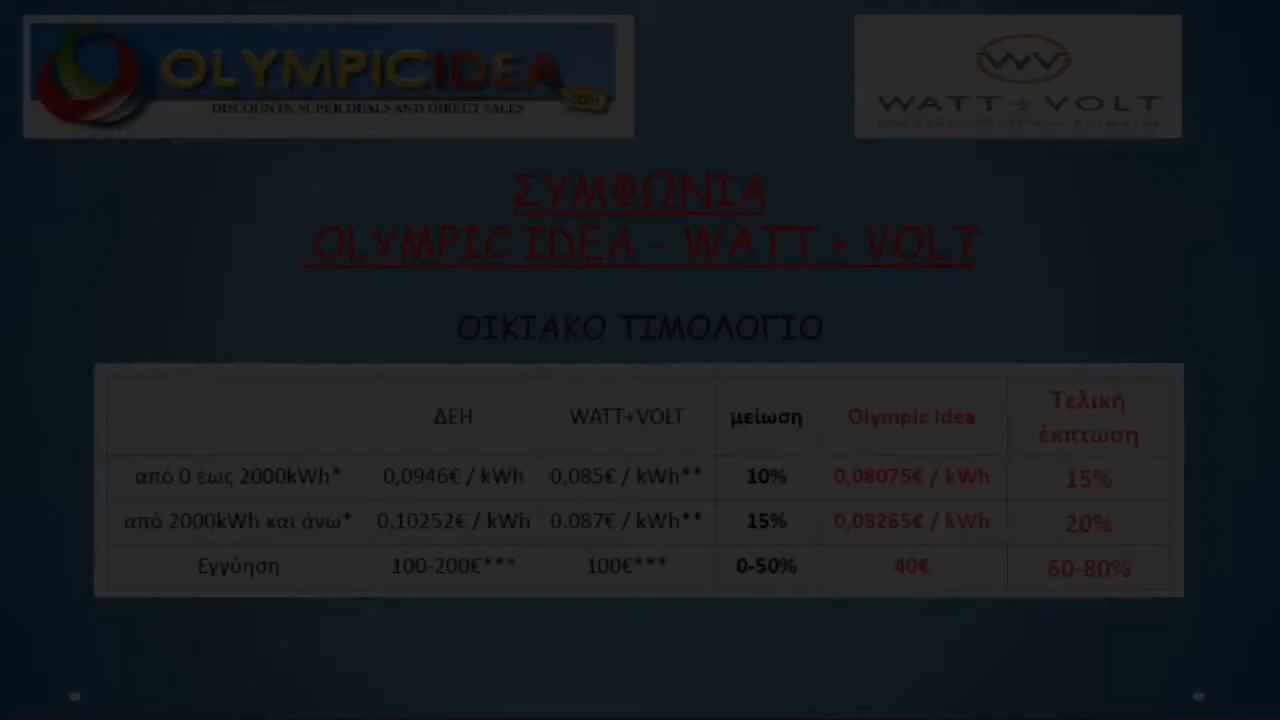 OLYMPICIDEA
.com
DISCOUNTS, SUPER DEALS AND DIRECT SALES
WV
WATT + VOLT
ΣΥΜΦΩΝΙΑ
OLYMPIC IDEA - WATT + VOLT
ΟΙΚΙΑΚΟ ΤΙΜΟΛΟΓΙΟ
ΔΕΗ WATT+VOLT μείωση Olympic Idea Τελική έκπτωση
από 0 έως 2000kWh* 0,0946€ / kWh 0.085€ / kWh** 10% 0,08075€ / kWh 15%
από 2000kWh και άνω* 0,10252€ / kWh 0.087€ / kWh** 15% 0,08265€ / kWh 20%
Εγγύηση 100-200€*** 100€*** 0-50% 40€ 60-80%